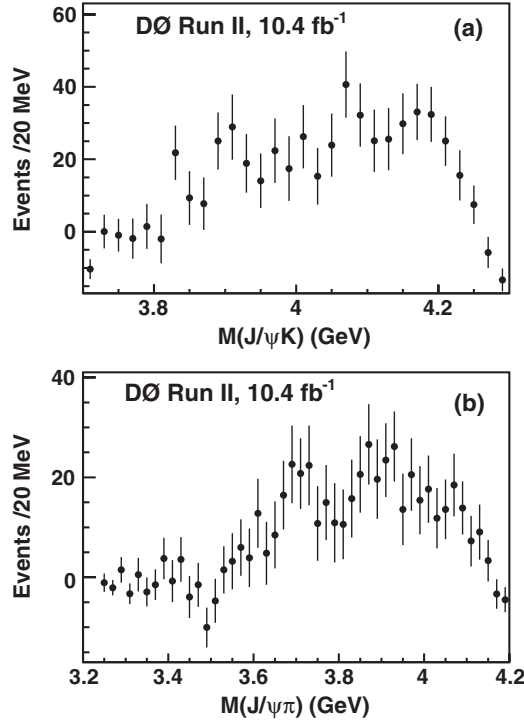 DØ Run II, 10.4 fb-1
(a)
Events /20 MeV
60
40
20
0
3.8
4
4.2
M(J/ψK) (GeV)
DØ Run II, 10.4 fb-1
(b)
Events/20 MeV
40
20
0
3.2
3.4
3.6
3.8
4
4.2
M(J/ψπ) (GeV)